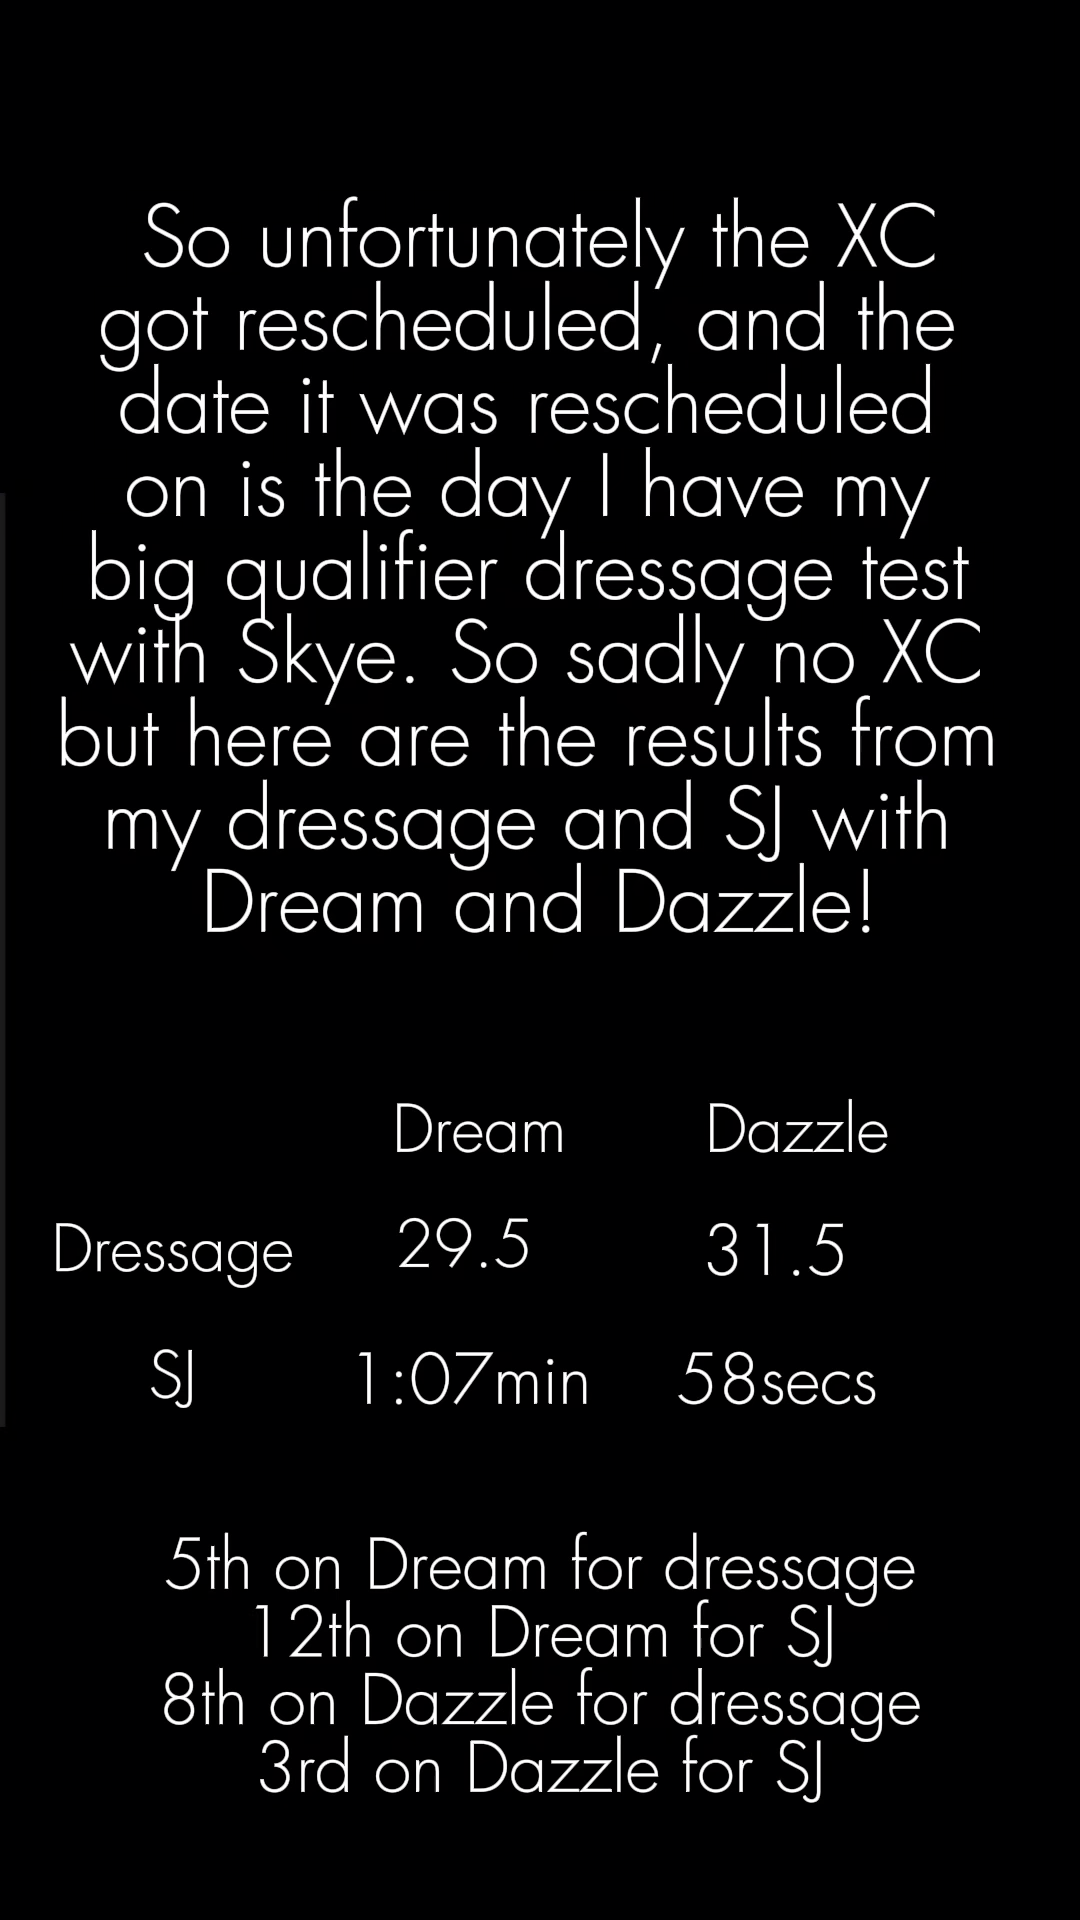 So unfortunately the XC
got rescheduled, and the
date it was rescheduled
on is the day I have my
big qualifier dressage test
with Skye. So sadly no XC
but here are the results from
my dressage and SJ with
Dream and Dazzle!
Dream Dazzle
Dressage 29.5 31.5
SJ 1:07min 58secs
5th on Dream for dressage
12th on Dream for SJ
8th on Dazzle for dressage
3rd on Dazzle for SJ